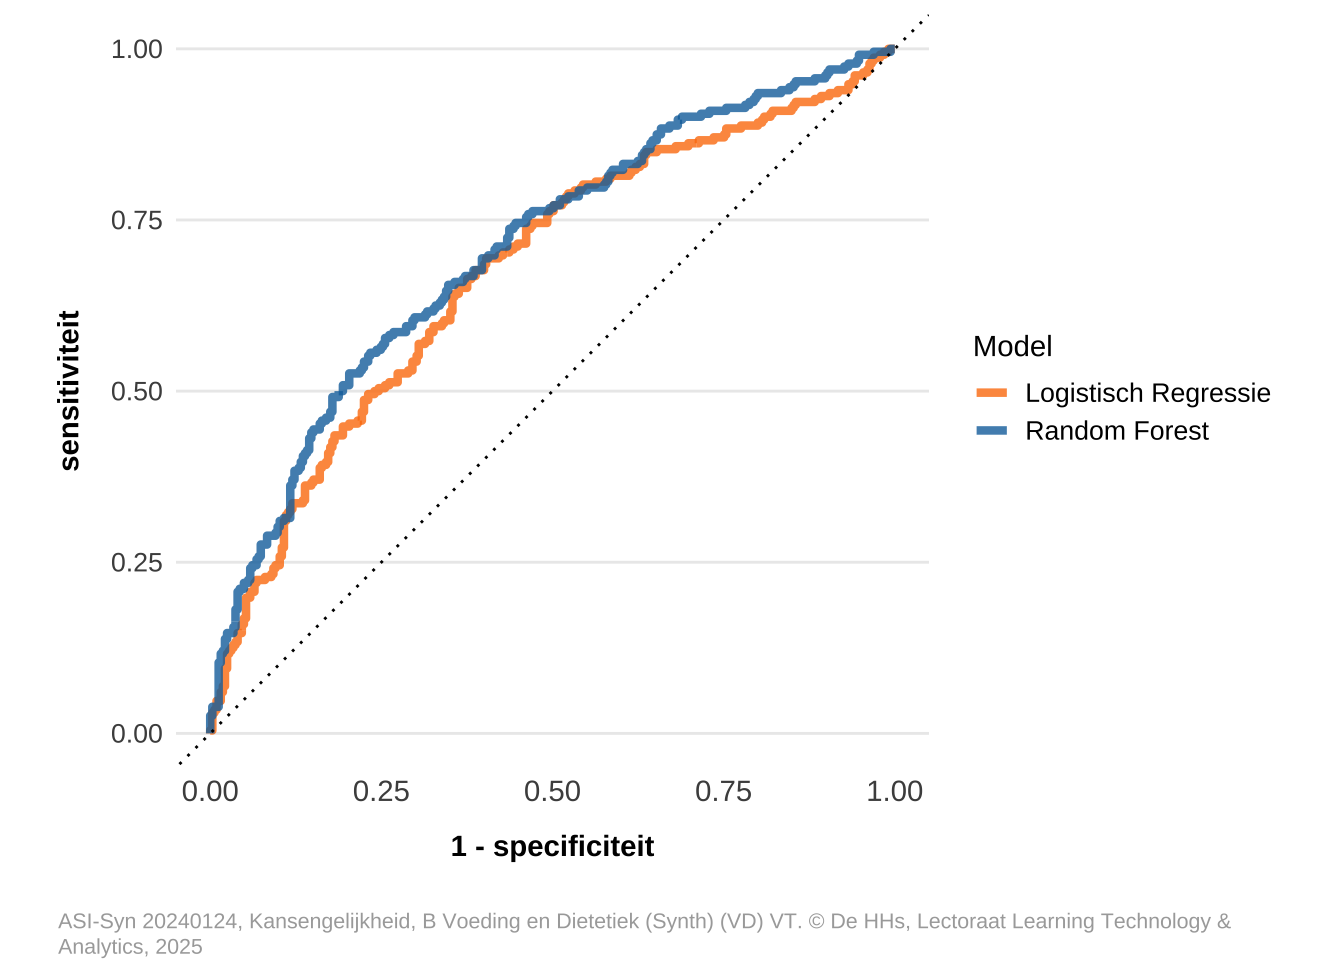 1.00
0.75
0.50
0.25
0.00
sensitiviteit
0.00 0.25 0.50 0.75 1.00
1 - specificiteit
Model
Logistisch Regressie
Random Forest
ASI-Syn 20240124, Kansengelijkheid, B Voeding en Dietetiek (Synth) (VD) VT. © De HHs, Lectoraat Learning Technology &
Analytics, 2025